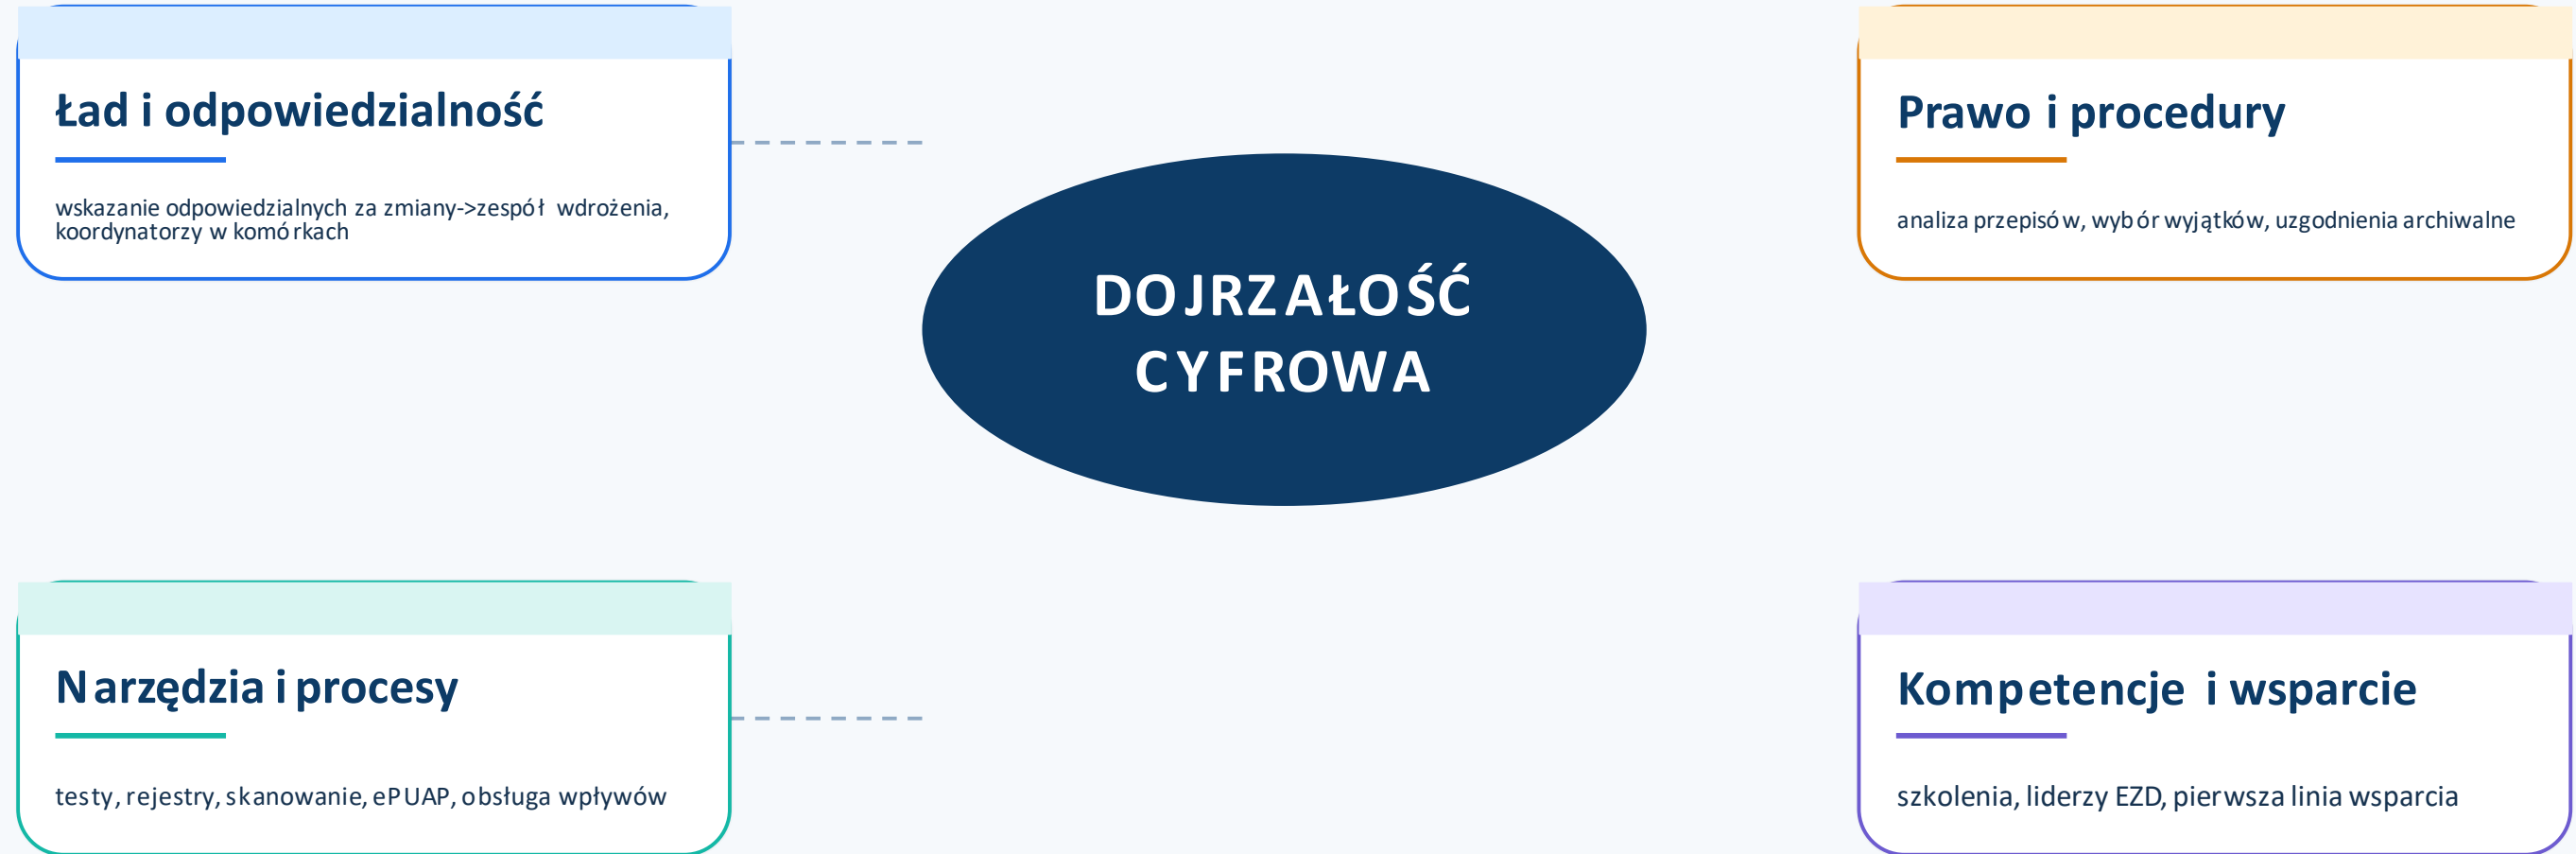 Ład i odpowiedzialność
wskazanie odpowiedzialnych za zmiany->zespół wdrożenia,
koordynatorzy w komórkach
Prawo i procedury
analiza przepisów, wybór wyjątków, uzgodnienia archiwalne
DOJRZAŁOŚĆ
CYFROWA
Narzędzia i procesy
testy, rejestry, skanowanie, ePUAP, obsługa wpływów
Kompetencje i wsparcie
szkolenia, liderzy EZD, pierwsza linia wsparcia